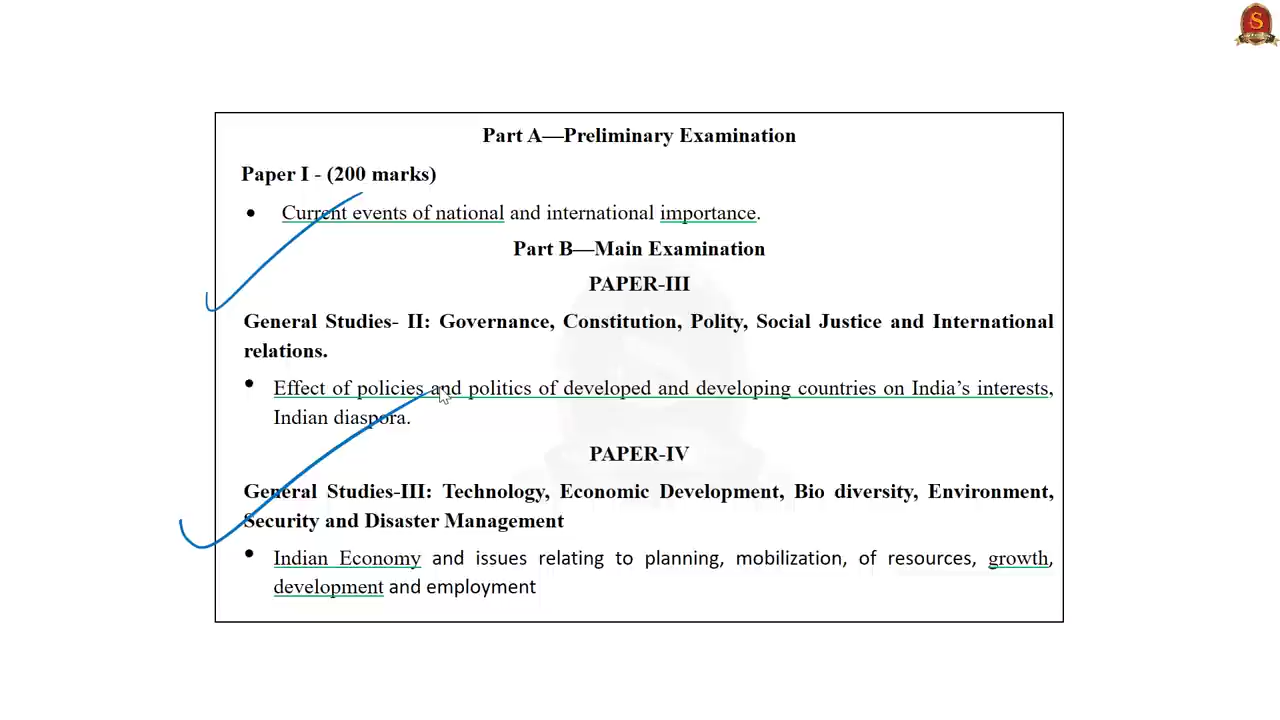 S
Part A—Preliminary Examination
Paper I - (200 marks)
• Current events of national and international importance.
Part B—Main Examination
PAPER-III
General Studies- II: Governance, Constitution, Polity, Social Justice and International
relations.
• Effect of policies and politics of developed and developing countries on India’s interests,
Indian diaspora.
PAPER-IV
General Studies-III: Technology, Economic Development, Bio diversity, Environment,
Security and Disaster Management
• Indian Economy and issues relating to planning, mobilization, of resources, growth,
development and employment